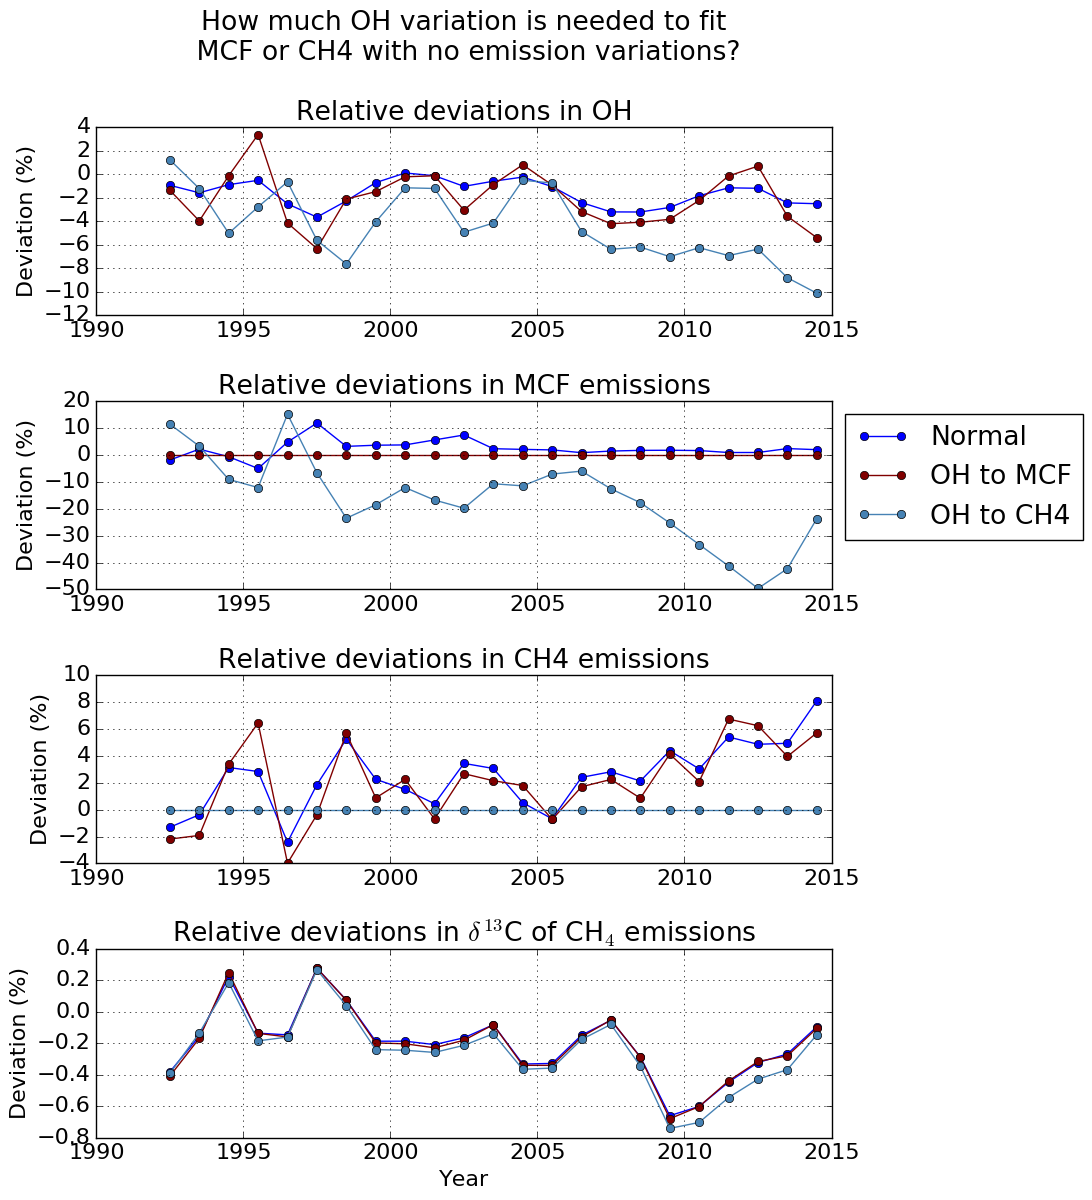 How much OH variation is needed to fit
MCF or CH4 with no emission variations?
Relative deviations in OH
Deviation (%)
4
2
0
−2
−4
−6
−8
−10
−12
1990 1995 2000 2005 2010 2015
Relative deviations in MCF emissions
Deviation (%)
20
10
0
−10
−20
−30
−40
−50
1990 1995 2000 2005 2010 2015
Normal
OH to MCF
OH to CH4
Relative deviations in CH4 emissions
Deviation (%)
10
8
6
4
2
0
−2
−4
1990 1995 2000 2005 2010 2015
Relative deviations in δ¹³C of CH₄ emissions
Deviation (%)
0.4
0.2
0.0
−0.2
−0.4
−0.6
−0.8
1990 1995 2000 2005 2010 2015
Year